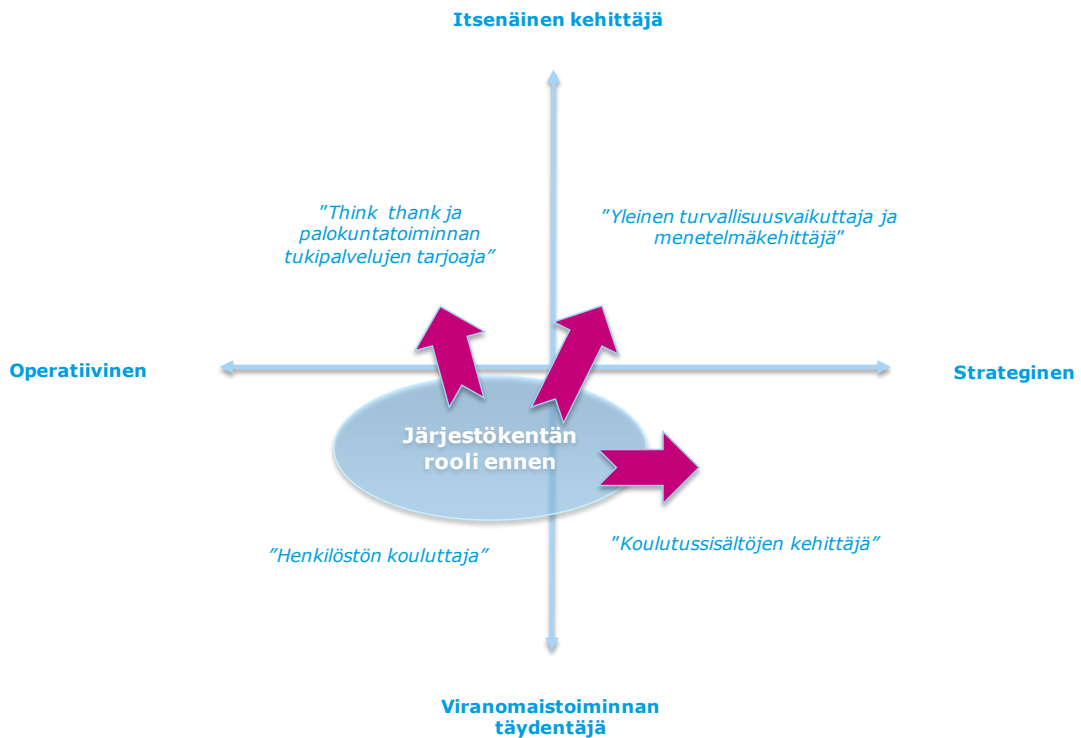 Itsenäinen kehittäjä
"Think thank ja
palokuntatoiminnan
tukipalvelujen tarjoaja"
"Yleinen turvallisuusvaikuttaja ja
menetelmäkehittäjä"
Operatiivinen
Strateginen
Järjestökentän
rooli ennen
"Henkilöstön kouluttaja"
"Koulutussisältöjen kehittäjä"
Viranomaistoiminnan
täydentäjä